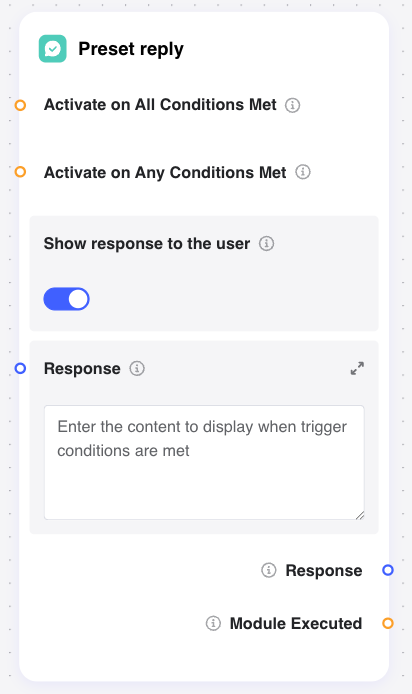 Preset reply
Activate on All Conditions Met
Activate on Any Conditions Met
Show response to the user
Response
Enter the content to display when trigger
conditions are met
Response
Module Executed